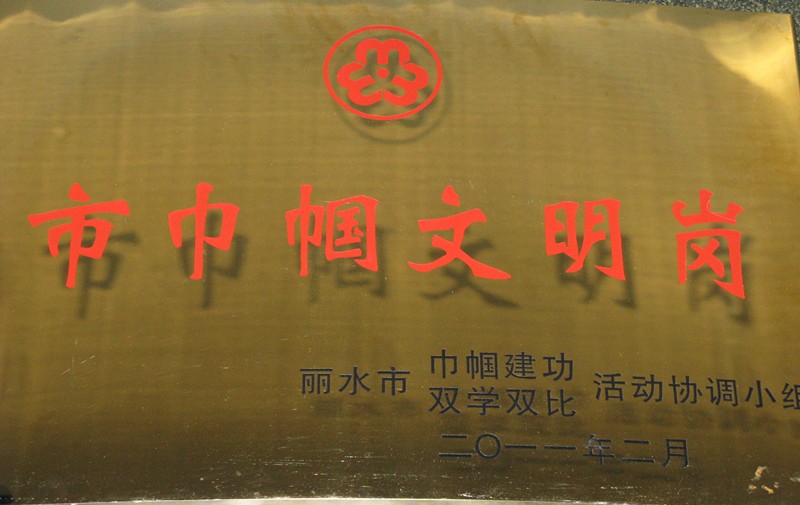 市巾帼文明岗
丽水市 巾帼建功 活动协调小组
双学双比
二〇一一年二月